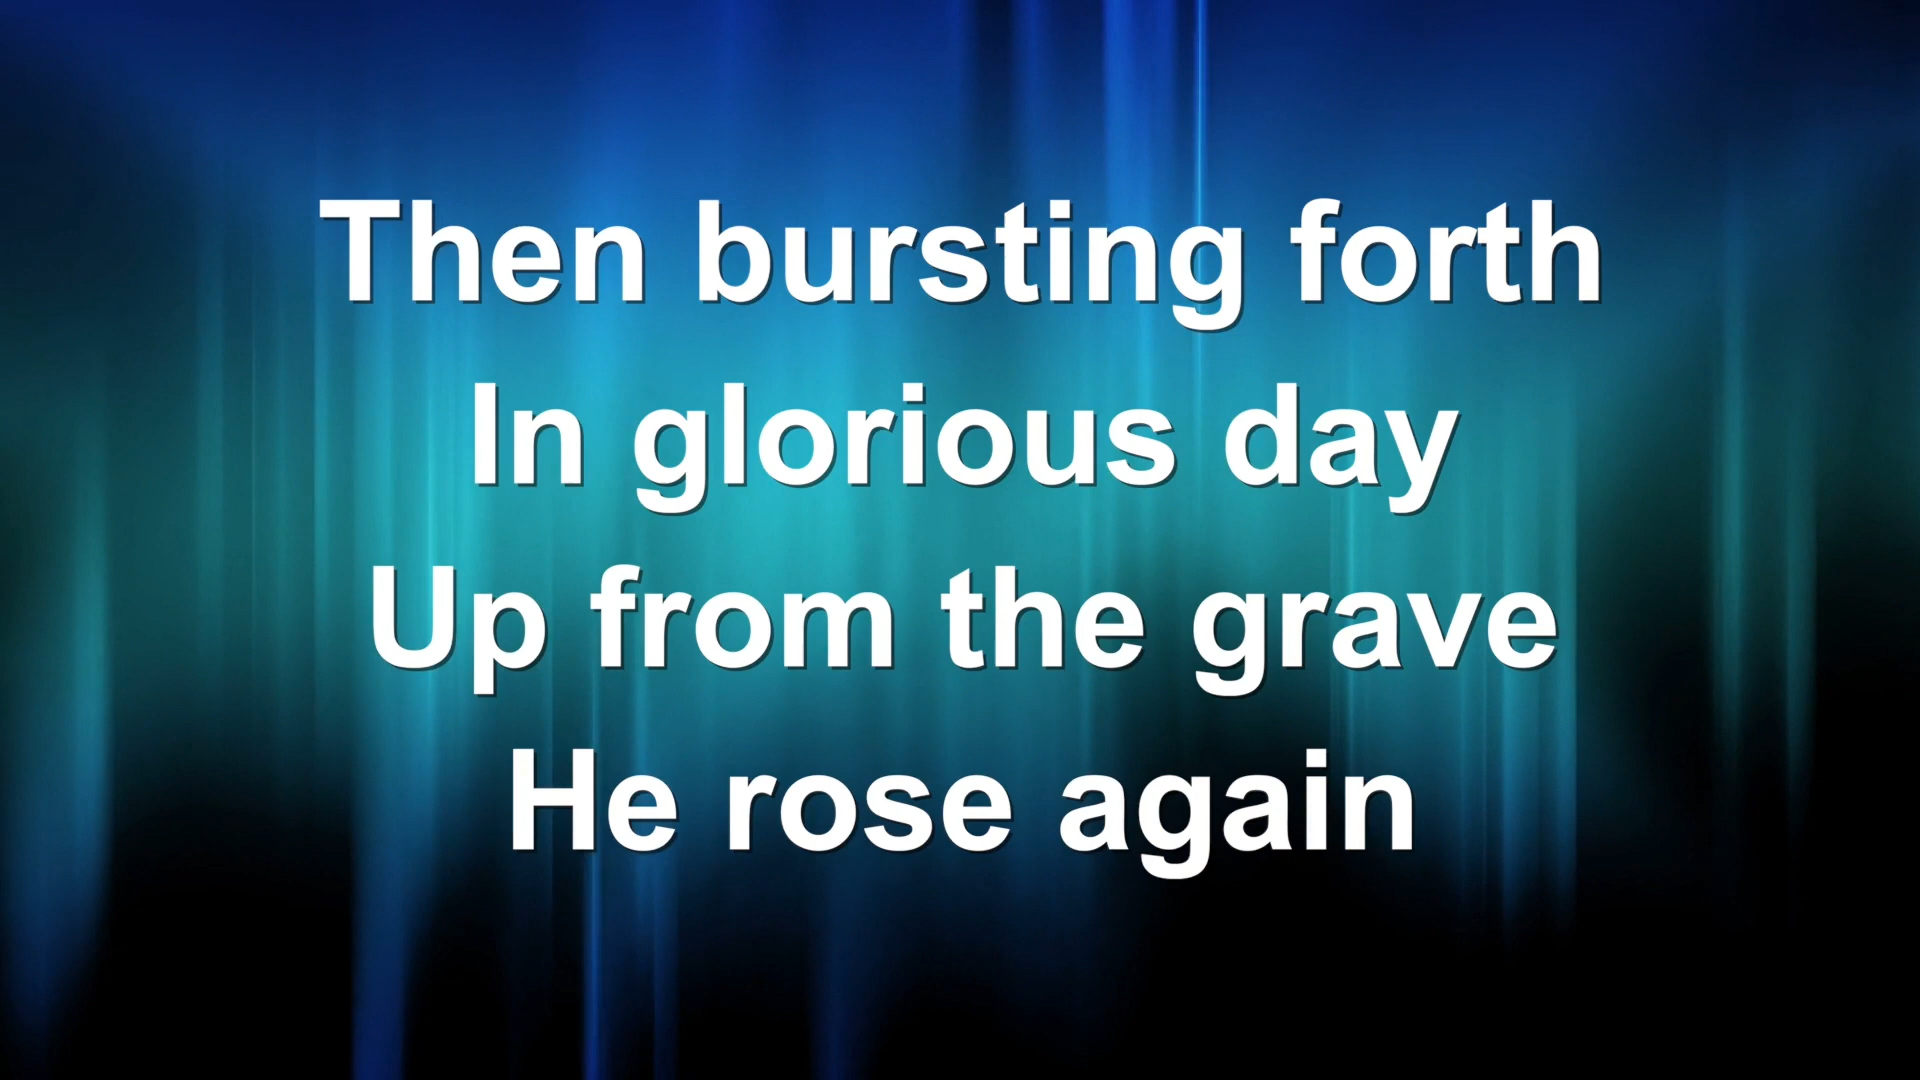 Then bursting forth
In glorious day
Up from the grave
He rose again